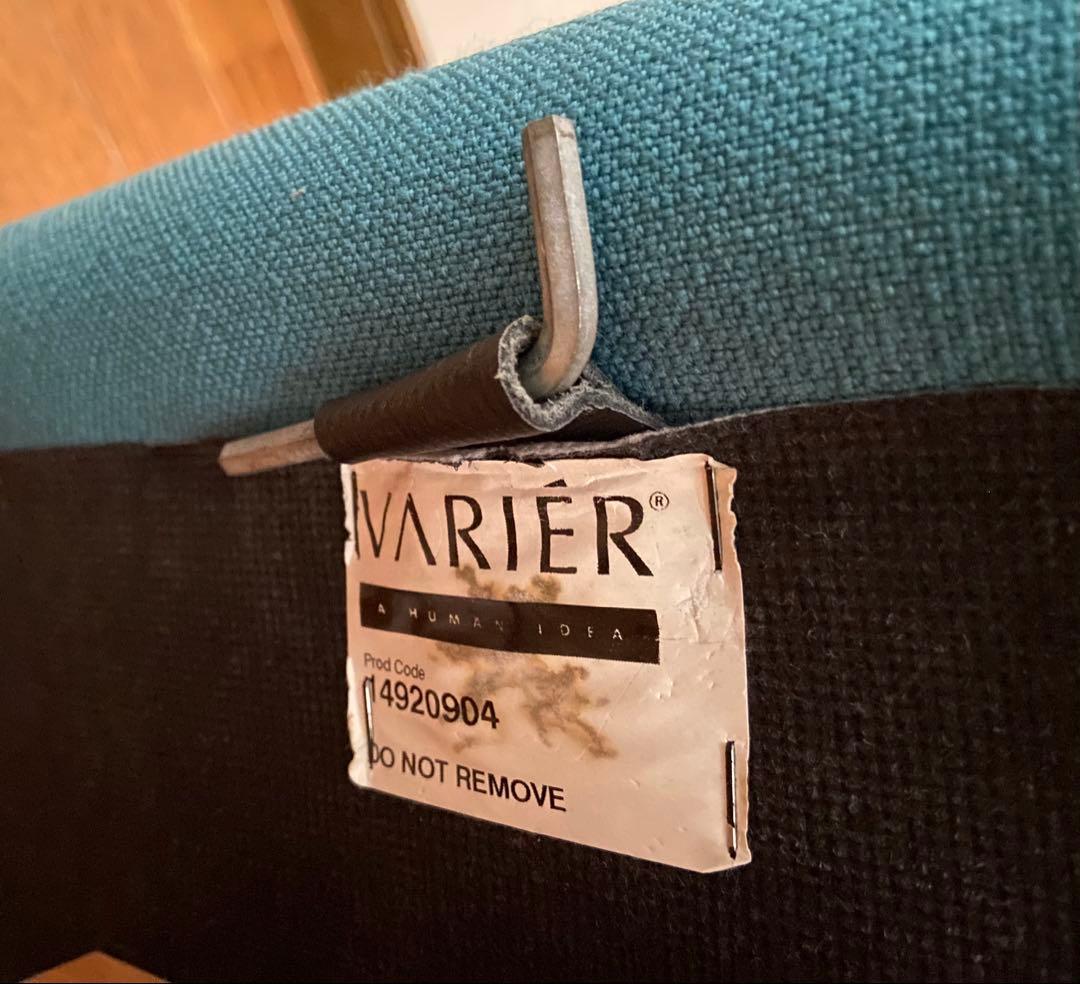 VARIÉR®
A HUMAN IDEA
Prod Code
14920904
DO NOT REMOVE